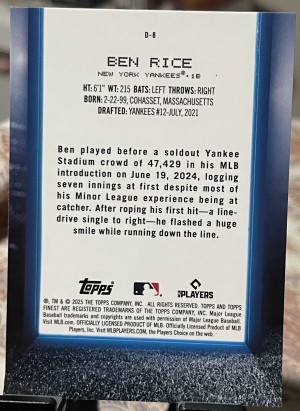 D-8
BEN RICE
NEW YORK YANKEES® • 1B
HT: 6'1" WT: 215 BATS: LEFT THROWS: RIGHT
BORN: 2-22-99, COHASSET, MASSACHUSETTS
DRAFTED: YANKEES #12-JULY, 2021
Ben played before a soldout Yankee
Stadium crowd of 47,429 in his MLB
introduction on June 19, 2024, logging
seven innings at first despite most of
his Minor League experience being at
catcher. After roping his first hit—a line-
drive single to right—he flashed a huge
smile while running down the line.
Topps
PLAYERS
®, TM & © 2025 THE TOPPS COMPANY, INC. ALL RIGHTS RESERVED. TOPPS AND TOPPS
FINEST ARE REGISTERED TRADEMARKS OF THE TOPPS COMPANY, INC. Major League
Baseball trademarks and copyrights are used with permission of Major League Baseball.
Visit MLB.com. OFFICIALLY LICENSED PRODUCT OF MLB. Officially Licensed Product of MLB
Players, Inc. Visit MLBPLAYERS.COM, the Players Choice on the web.